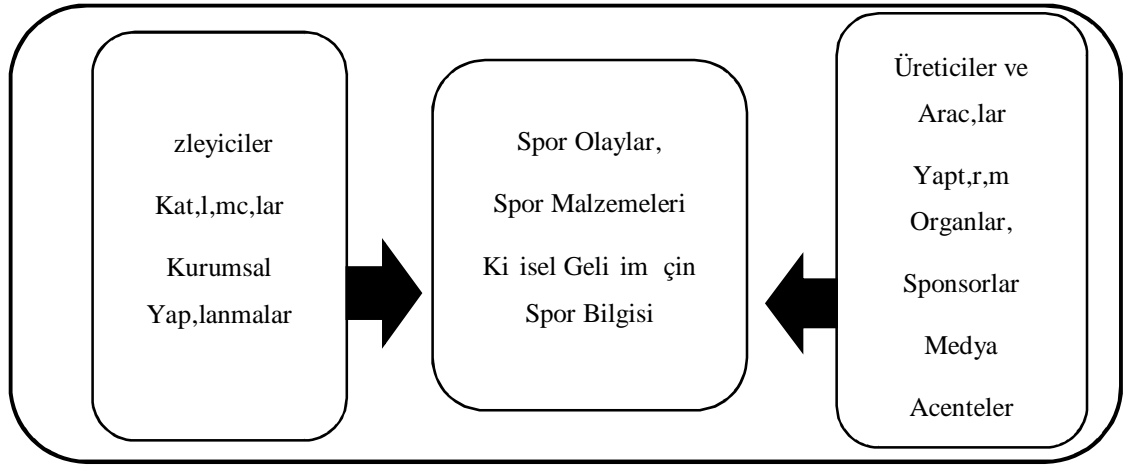 zleyiciler
Kat,l,mc,lar
Kurumsal
Yap,lanmalar
Spor Olaylar,
Spor Malzemeleri
Ki isel Geli im çin
Spor Bilgisi
Üreticiler ve
Arac,lar
Yapt,r,m
Organlar,
Sponsorlar
Medya
Acenteler